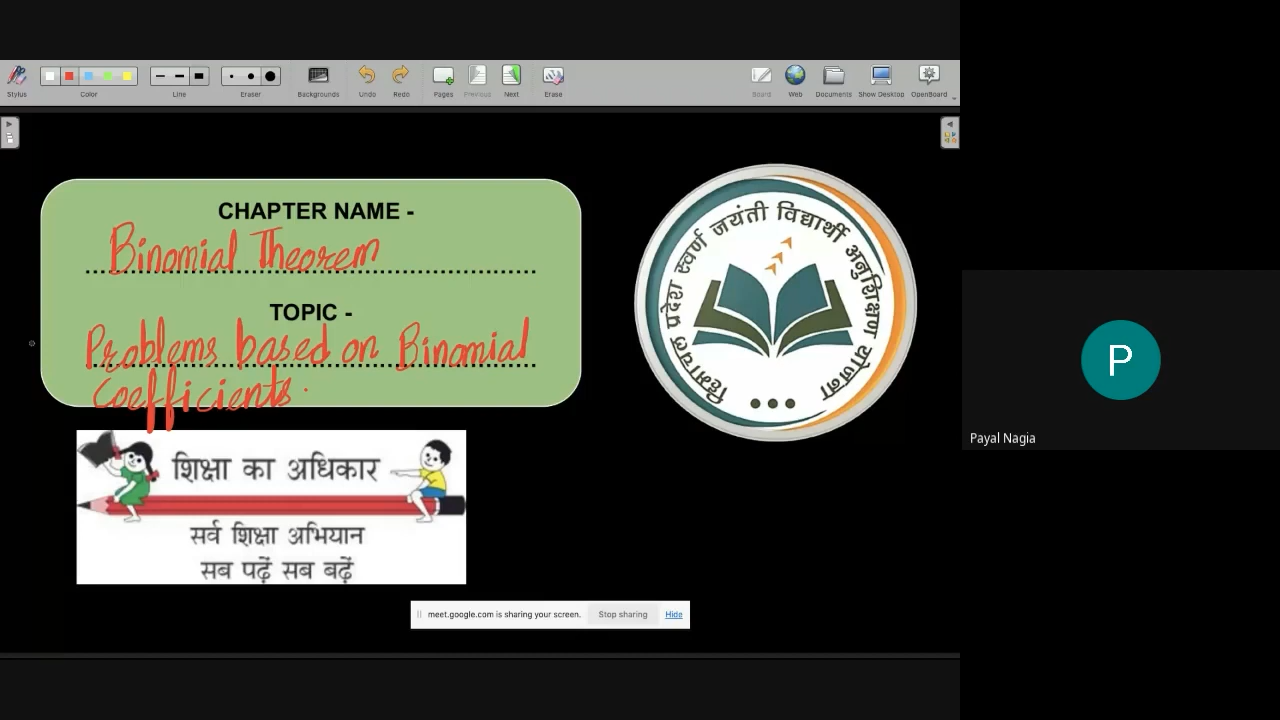 Stylus Color Line Eraser Backgrounds Undo Redo Pages Previous Next Erase Board Web Documents Show Desktop OpenBoard
CHAPTER NAME -
Binomial Theorem
TOPIC -
Problems based on Binomial
Coefficients.
हिमाचल प्रदेश स्वर्ण जयंती विद्यार्थी अनुशिक्षण योजना
शिक्षा का अधिकार
सर्व शिक्षा अभियान
सब पढ़ें सब बढ़ें
meet.google.com is sharing your screen. Stop sharing Hide
P
Payal Nagia